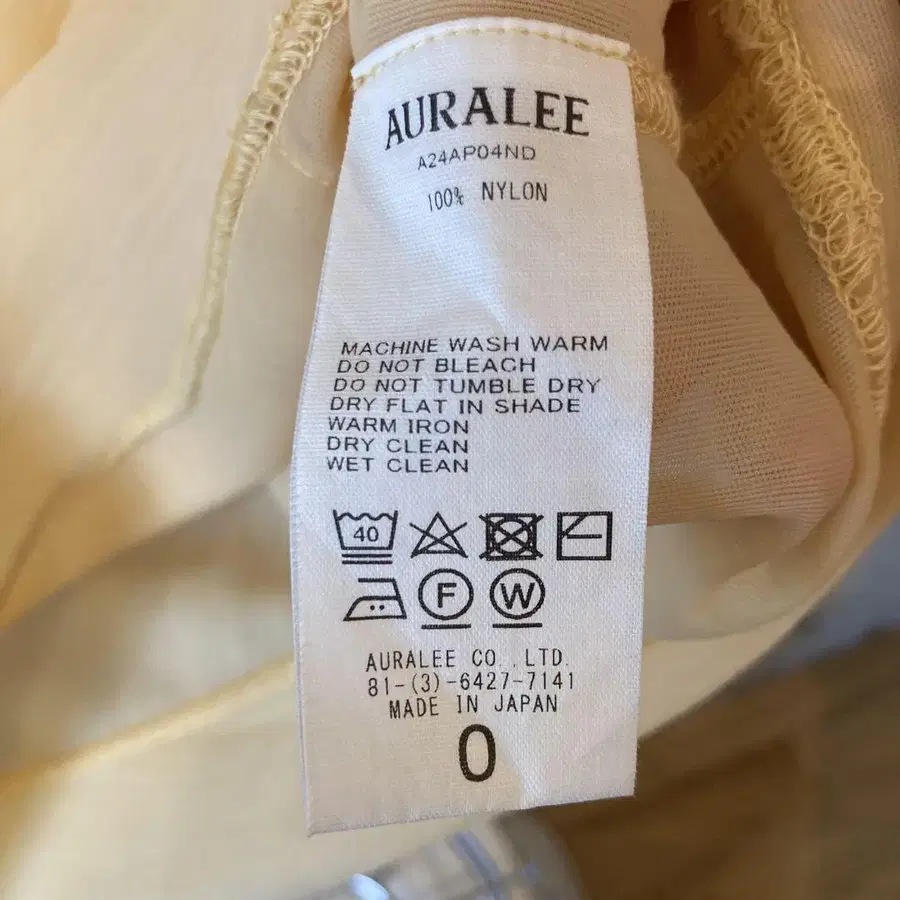 AURALEE
A24AP04ND
100% NYLON
MACHINE WASH WARM
DO NOT BLEACH
DO NOT TUMBLE DRY
DRY FLAT IN SHADE
WARM IRON
DRY CLEAN
WET CLEAN
40
F W
AURALEE CO.,LTD.
81-(3)-6427-7141
MADE IN JAPAN
0